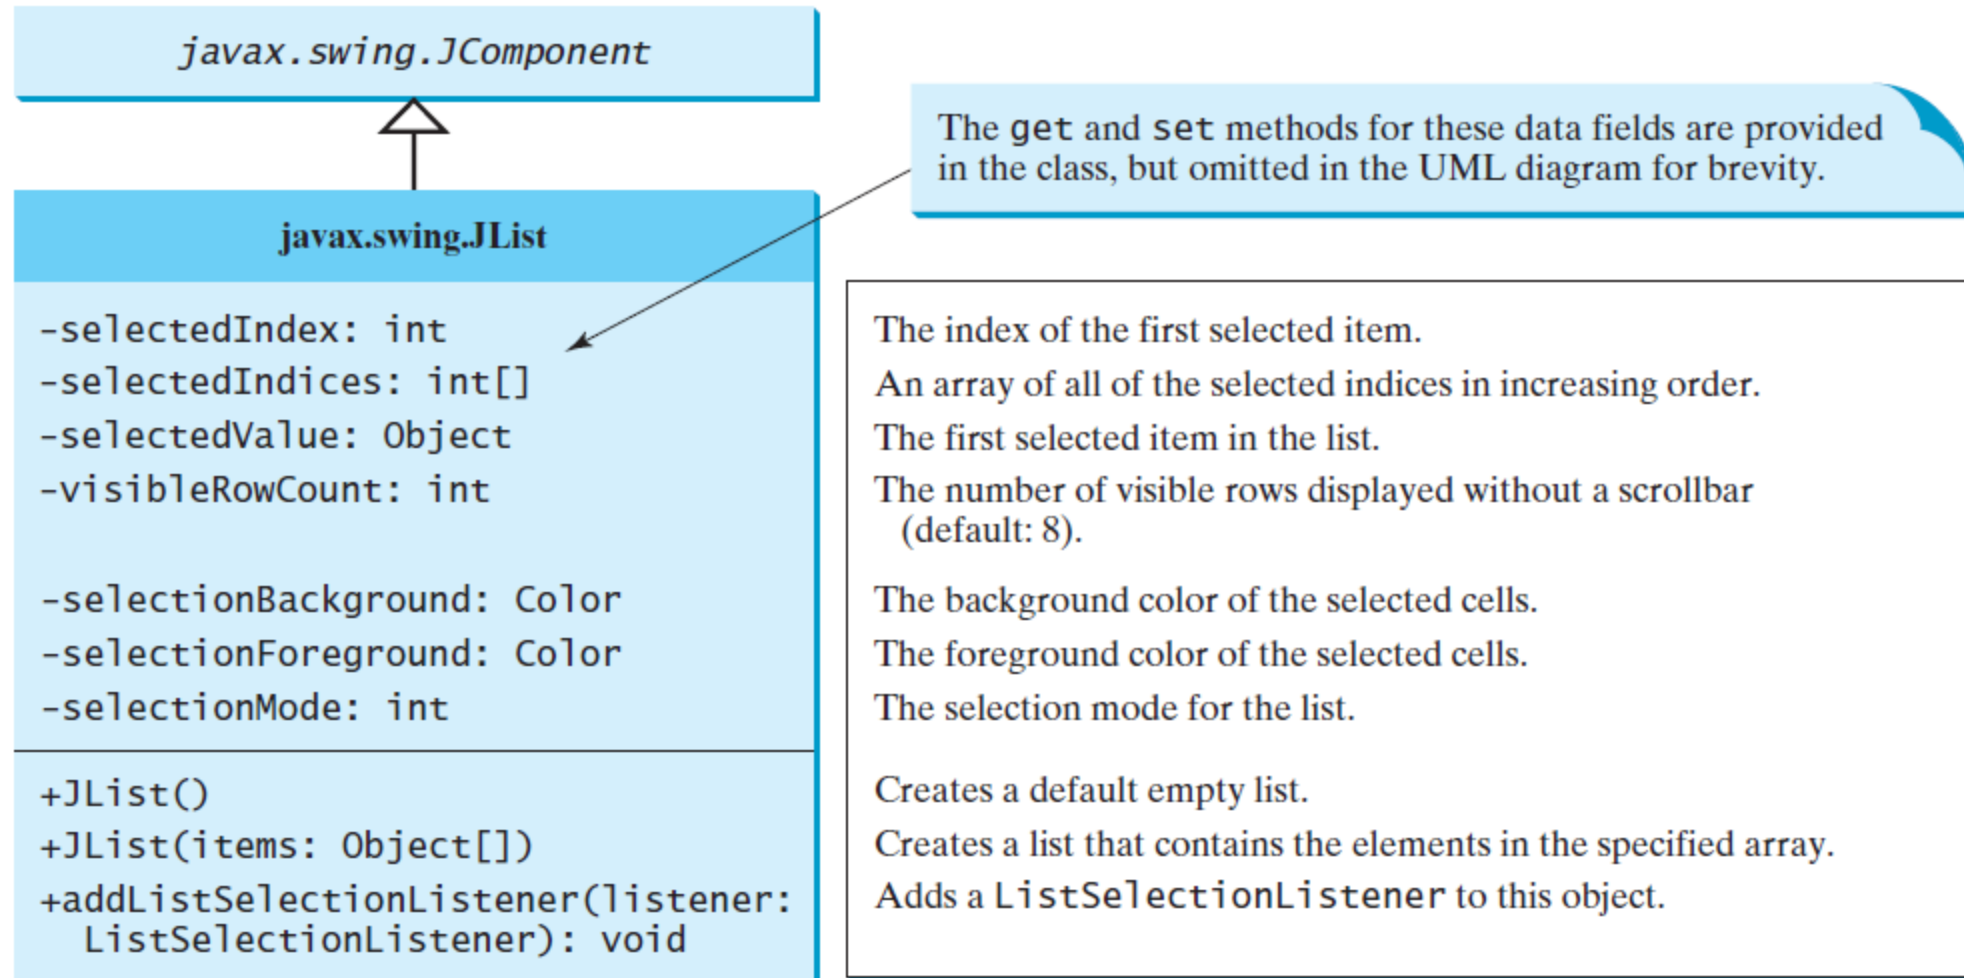 javax.swing.JComponent
The get and set methods for these data fields are provided
in the class, but omitted in the UML diagram for brevity.
javax.swing.JList
-selectedIndex: int
The index of the first selected item.
-selectedIndices: int[]
An array of all of the selected indices in increasing order.
-selectedValue: Object
The first selected item in the list.
-visibleRowCount: int
The number of visible rows displayed without a scrollbar
(default: 8).
-selectionBackground: Color
The background color of the selected cells.
-selectionForeground: Color
The foreground color of the selected cells.
-selectionMode: int
The selection mode for the list.
+JList()
Creates a default empty list.
+JList(items: Object[])
Creates a list that contains the elements in the specified array.
+addListSelectionListener(listener:
ListSelectionListener): void
Adds a ListSelectionListener to this object.